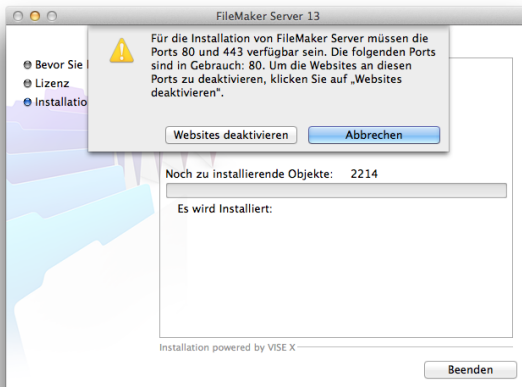 FileMaker Server 13
Für die Installation von FileMaker Server müssen die
Ports 80 und 443 verfügbar sein. Die folgenden Ports
sind in Gebrauch: 80. Um die Websites an diesen
Ports zu deaktivieren, klicken Sie auf „Websites
deaktivieren".
Websites deaktivieren Abbrechen
Bevor Sie
Lizenz
Installatio
Noch zu installierende Objekte: 2214
Es wird Installiert:
Installation powered by VISE X
Beenden